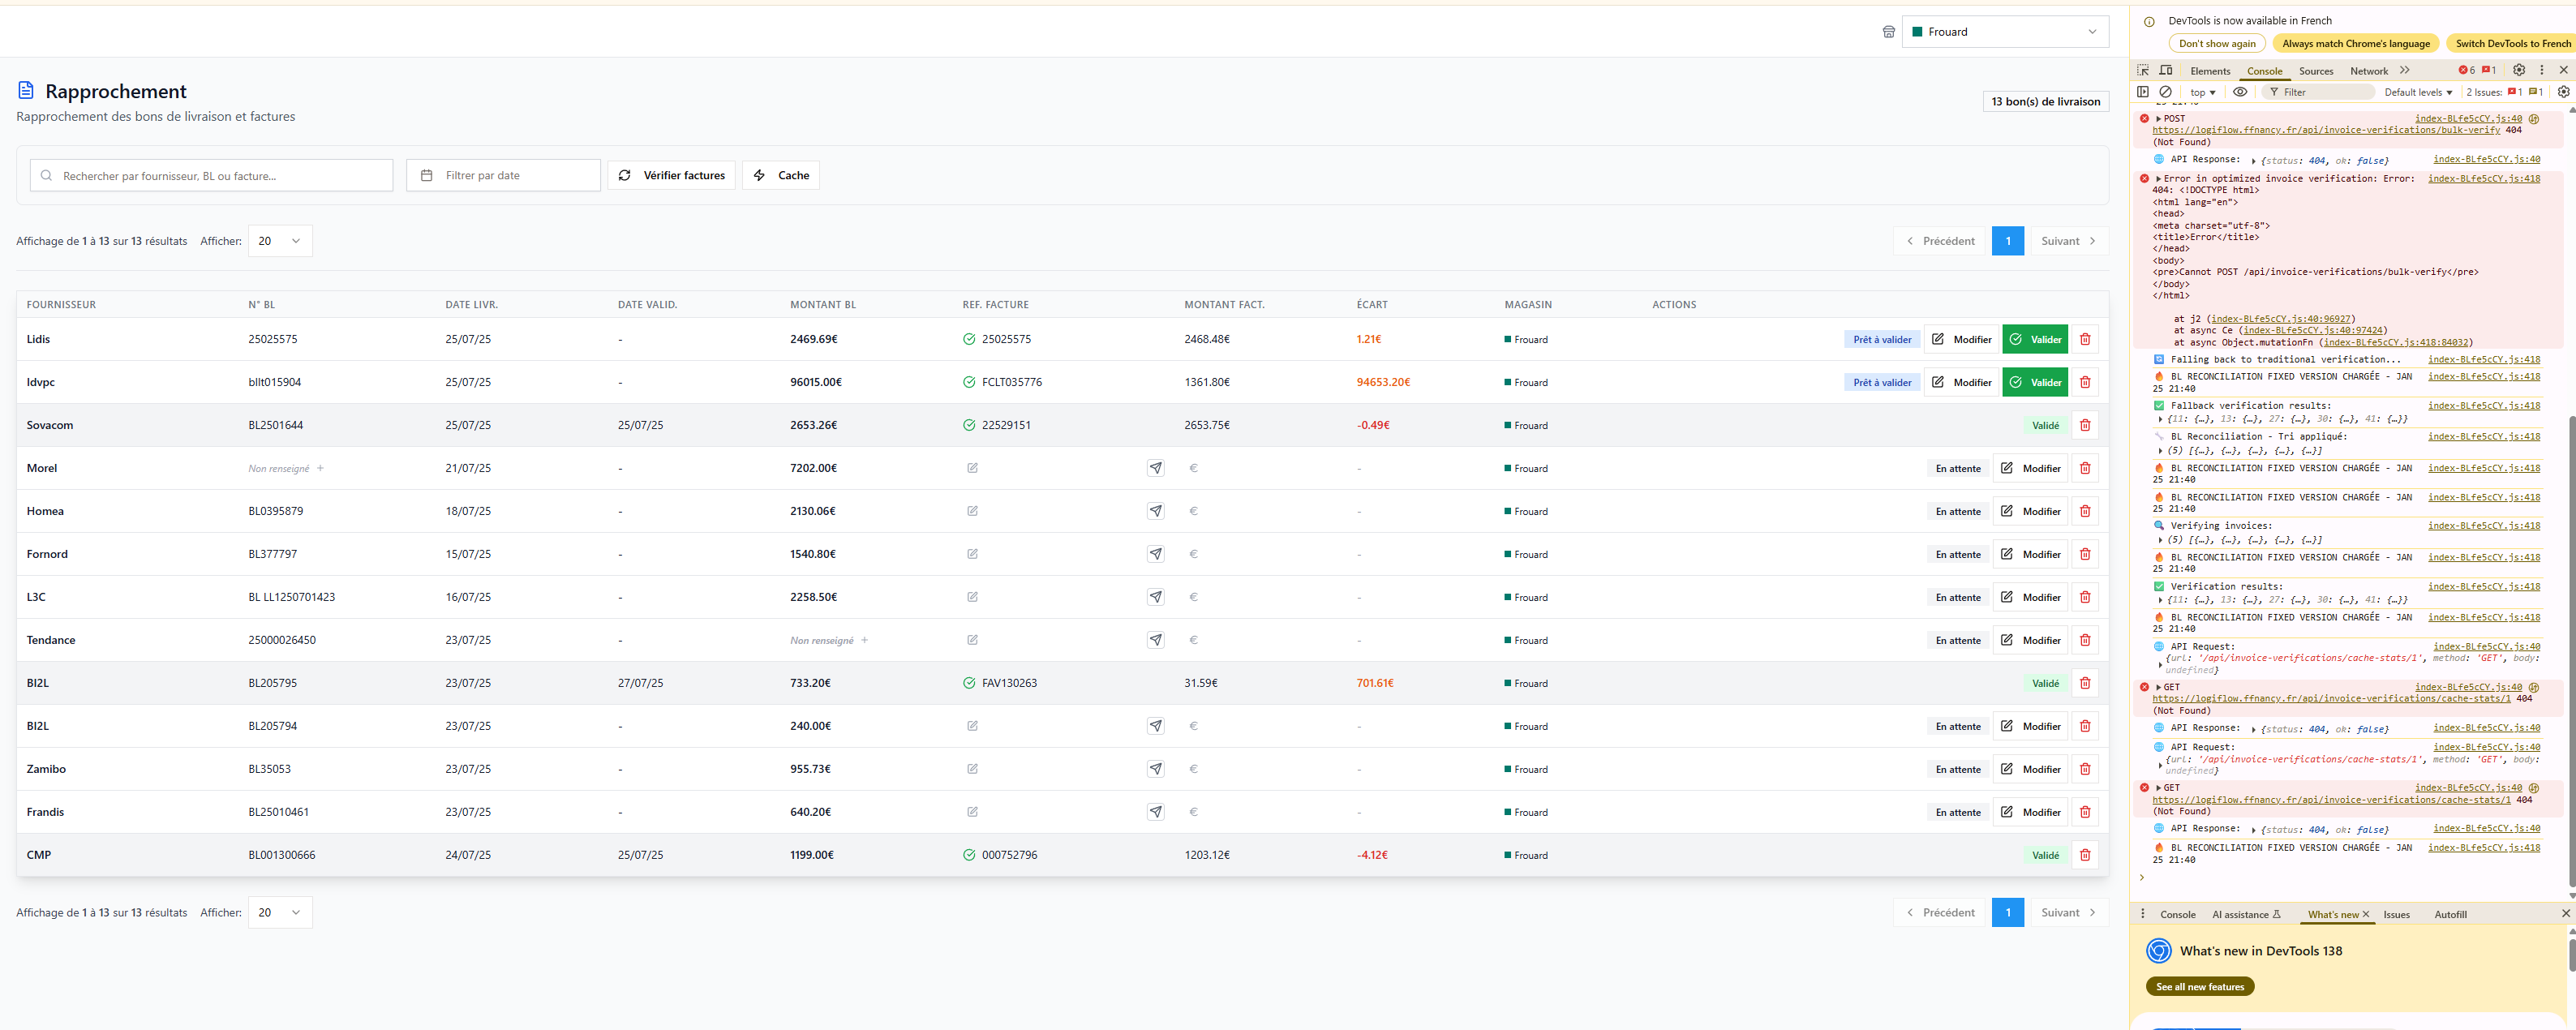 Frouard
Rapprochement
Rapprochement des bons de livraison et factures
13 bon(s) de livraison
Rechercher par fournisseur, BL ou facture...
Filtrer par date
Vérifier factures
Cache
Affichage de 1 à 13 sur 13 résultats Afficher: 20
Précédent 1 Suivant
FOURNISSEUR N° BL DATE LIVR. DATE VALID. MONTANT BL REF. FACTURE MONTANT FACT. ÉCART MAGASIN ACTIONS
Lidis 25025575 25/07/25 - 2469.69€ 25025575 2468.48€ 1.21€ Frouard Prêt à valider Modifier Valider
Idvpc bllt015904 25/07/25 - 96015.00€ FCLT035776 1361.80€ 94653.20€ Frouard Prêt à valider Modifier Valider
Sovacom BL2501644 25/07/25 25/07/25 2653.26€ 22529151 2653.75€ -0.49€ Frouard Validé
Morel Non renseigné + 21/07/25 - 7202.00€ € - Frouard En attente Modifier
Homea BL0395879 18/07/25 - 2130.06€ € - Frouard En attente Modifier
Fornord BL377797 15/07/25 - 1540.80€ € - Frouard En attente Modifier
L3C BL LL1250701423 16/07/25 - 2258.50€ € - Frouard En attente Modifier
Tendance 25000026450 23/07/25 - Non renseigné + € - Frouard En attente Modifier
BI2L BL205795 23/07/25 27/07/25 733.20€ FAV130263 31.59€ 701.61€ Frouard Validé
BI2L BL205794 23/07/25 - 240.00€ € - Frouard En attente Modifier
Zamibo BL35053 23/07/25 - 955.73€ € - Frouard En attente Modifier
Frandis BL25010461 23/07/25 - 640.20€ € - Frouard En attente Modifier
CMP BL001300666 24/07/25 25/07/25 1199.00€ 000752796 1203.12€ -4.12€ Frouard Validé
Affichage de 1 à 13 sur 13 résultats Afficher: 20
Précédent 1 Suivant
DevTools is now available in French
Don't show again Always match Chrome's language Switch DevTools to French
Elements Console Sources Network 6 1
top Filter Default levels 2 Issues: 1 1
POST index-BLfe5cCY.js:40
https://logiflow.ffnancy.fr/api/invoice-verifications/bulk-verify 404
(Not Found)
API Response: {status: 404, ok: false} index-BLfe5cCY.js:40
Error in optimized invoice verification: Error: index-BLfe5cCY.js:418
404: <!DOCTYPE html>
<html lang="en">
<head>
<meta charset="utf-8">
<title>Error</title>
</head>
<body>
<pre>Cannot POST /api/invoice-verifications/bulk-verify</pre>
</body>
</html>
at j2 (index-BLfe5cCY.js:40:96927)
at async Ce (index-BLfe5cCY.js:40:97424)
at async Object.mutationFn (index-BLfe5cCY.js:418:84032)
Falling back to traditional verification... index-BLfe5cCY.js:418
BL RECONCILIATION FIXED VERSION CHARGÉE - JAN index-BLfe5cCY.js:418
25 21:40
Fallback verification results: index-BLfe5cCY.js:418
{11: {…}, 13: {…}, 27: {…}, 30: {…}, 41: {…}}
BL Reconciliation - Tri appliqué: index-BLfe5cCY.js:418
(5) [{…}, {…}, {…}, {…}, {…}]
BL RECONCILIATION FIXED VERSION CHARGÉE - JAN index-BLfe5cCY.js:418
25 21:40
BL RECONCILIATION FIXED VERSION CHARGÉE - JAN index-BLfe5cCY.js:418
25 21:40
Verifying invoices: index-BLfe5cCY.js:418
(5) [{…}, {…}, {…}, {…}, {…}]
BL RECONCILIATION FIXED VERSION CHARGÉE - JAN index-BLfe5cCY.js:418
25 21:40
Verification results: index-BLfe5cCY.js:418
{11: {…}, 13: {…}, 27: {…}, 30: {…}, 41: {…}}
BL RECONCILIATION FIXED VERSION CHARGÉE - JAN index-BLfe5cCY.js:418
25 21:40
API Request: index-BLfe5cCY.js:40
{url: '/api/invoice-verifications/cache-stats/1', method: 'GET', body:
undefined}
GET index-BLfe5cCY.js:40
https://logiflow.ffnancy.fr/api/invoice-verifications/cache-stats/1 404
(Not Found)
API Response: {status: 404, ok: false} index-BLfe5cCY.js:40
API Request: index-BLfe5cCY.js:40
{url: '/api/invoice-verifications/cache-stats/1', method: 'GET', body:
undefined}
GET index-BLfe5cCY.js:40
https://logiflow.ffnancy.fr/api/invoice-verifications/cache-stats/1 404
(Not Found)
API Response: {status: 404, ok: false} index-BLfe5cCY.js:40
BL RECONCILIATION FIXED VERSION CHARGÉE - JAN index-BLfe5cCY.js:418
25 21:40
Console AI assistance What's new Issues Autofill
What's new in DevTools 138
See all new features